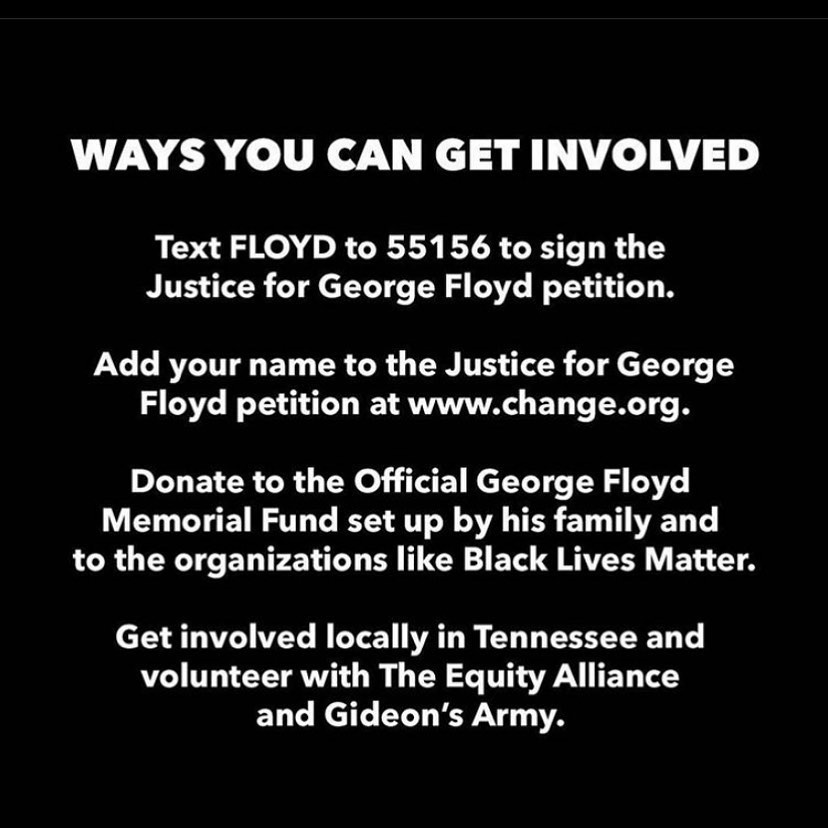 WAYS YOU CAN GET INVOLVED
Text FLOYD to 55156 to sign the
Justice for George Floyd petition.
Add your name to the Justice for George
Floyd petition at www.change.org.
Donate to the Official George Floyd
Memorial Fund set up by his family and
to the organizations like Black Lives Matter.
Get involved locally in Tennessee and
volunteer with The Equity Alliance
and Gideon’s Army.